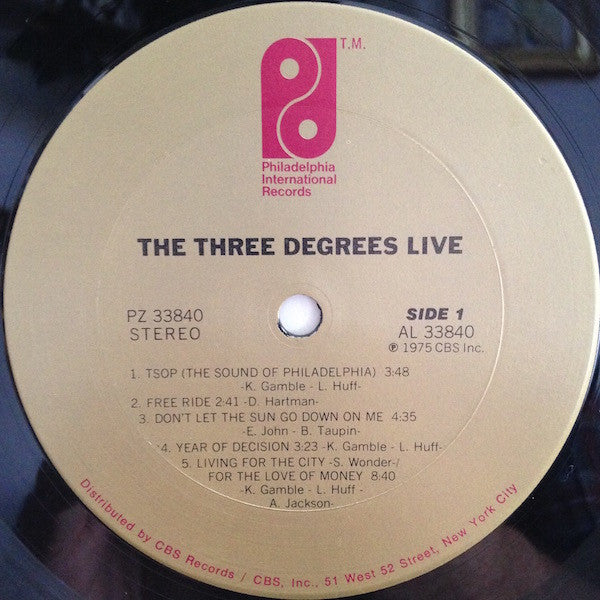 T.M.
Philadelphia
International
Records
THE THREE DEGREES LIVE
PZ 33840
STEREO
SIDE 1
AL 33840
℗ 1975 CBS Inc.
1. TSOP (THE SOUND OF PHILADELPHIA) 3:48
-K. Gamble - L. Huff-
2. FREE RIDE 2:41 -D. Hartman-
3. DON'T LET THE SUN GO DOWN ON ME 4:35
-E. John - B. Taupin-
4. YEAR OF DECISION 3:23 -K. Gamble - L. Huff-
5. LIVING FOR THE CITY -S. Wonder-/
FOR THE LOVE OF MONEY 8:40
-K. Gamble - L. Huff -
A. Jackson-
Distributed by CBS Records / CBS, Inc., 51 West 52 Street, New York City